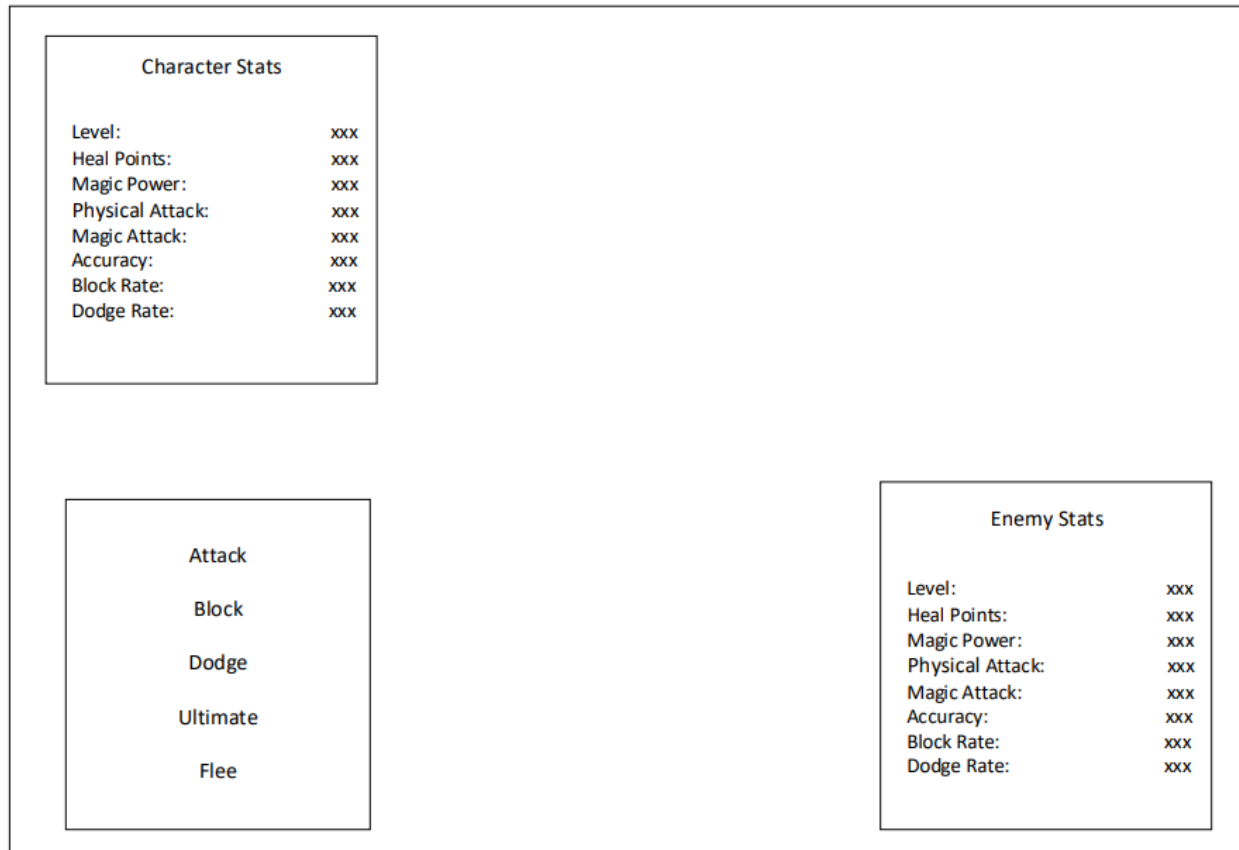 Character Stats
Level: xxx
Heal Points: xxx
Magic Power: xxx
Physical Attack: xxx
Magic Attack: xxx
Accuracy: xxx
Block Rate: xxx
Dodge Rate: xxx
Attack
Block
Dodge
Ultimate
Flee
Enemy Stats
Level: xxx
Heal Points: xxx
Magic Power: xxx
Physical Attack: xxx
Magic Attack: xxx
Accuracy: xxx
Block Rate: xxx
Dodge Rate: xxx